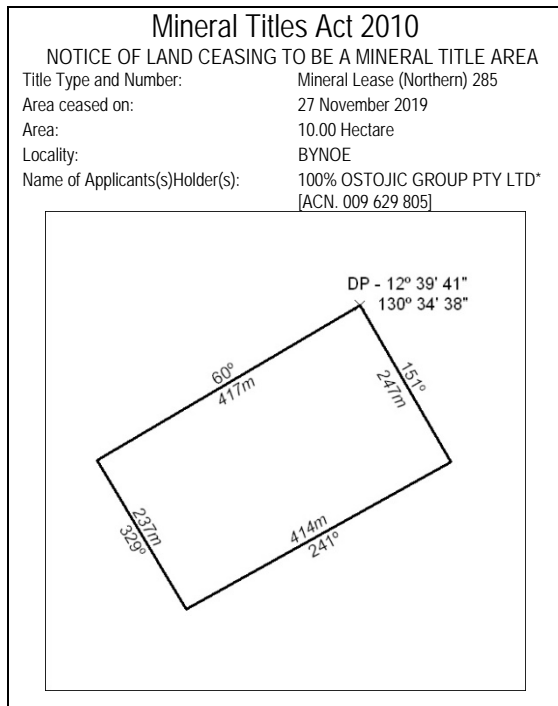 Mineral Titles Act 2010
NOTICE OF LAND CEASING TO BE A MINERAL TITLE AREA
Title Type and Number: Mineral Lease (Northern) 285
Area ceased on: 27 November 2019
Area: 10.00 Hectare
Locality: BYNOE
Name of Applicants(s)Holder(s): 100% OSTOJIC GROUP PTY LTD*
[ACN. 009 629 805]
DP - 12º 39' 41"
130º 34' 38"
60º
417m
151º
247m
237m
329º
414m
241º